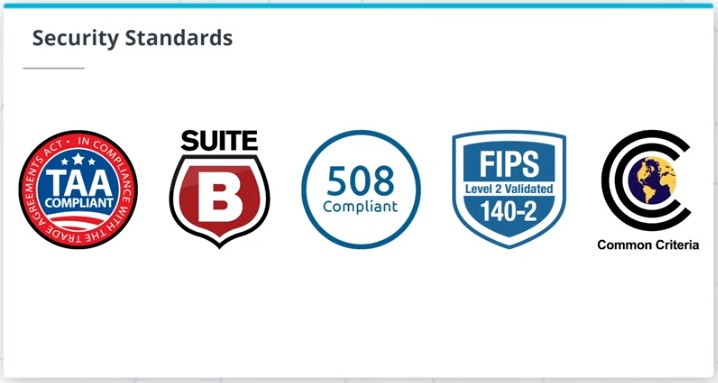 Security Standards
IN COMPLIANCE WITH THE TRADE AGREEMENTS ACT
TAA
COMPLIANT
SUITE
B
508
Compliant
FIPS
Level 2 Validated
140-2
CC
Common Criteria